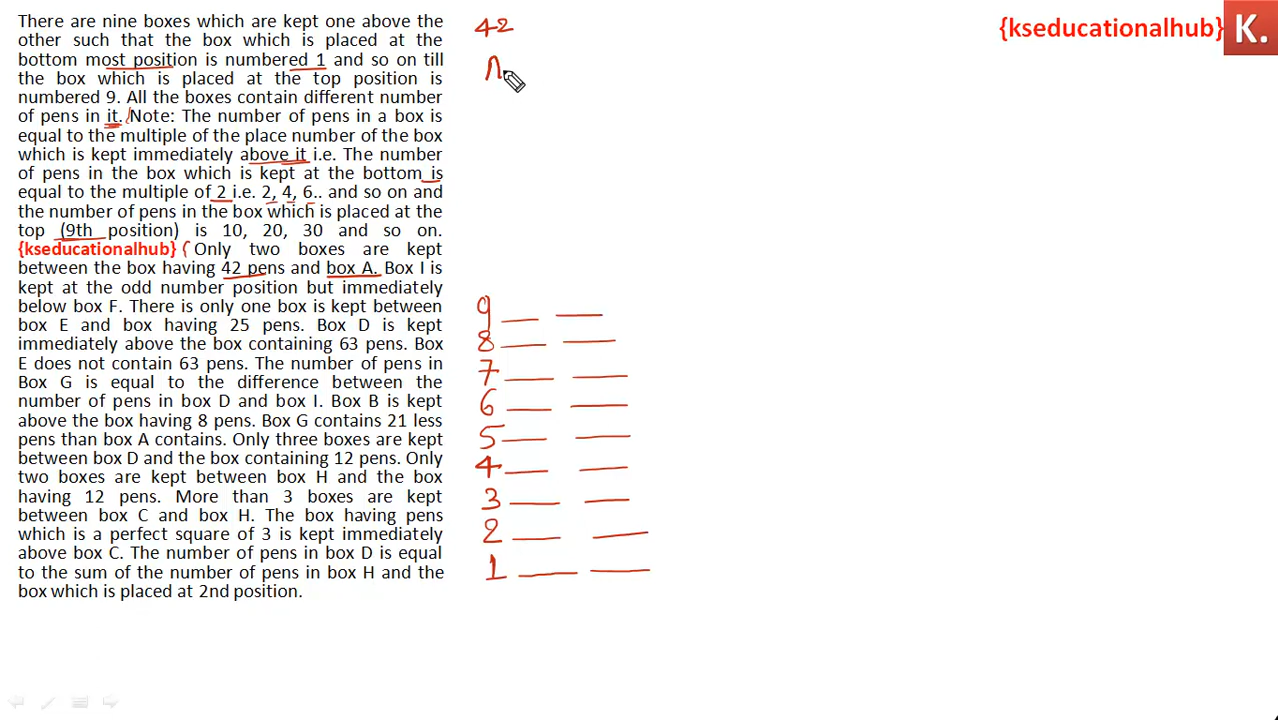 There are nine boxes which are kept one above the
other such that the box which is placed at the
bottom most position is numbered 1 and so on till
the box which is placed at the top position is
numbered 9. All the boxes contain different number
of pens in it. Note: The number of pens in a box is
equal to the multiple of the place number of the box
which is kept immediately above it i.e. The number
of pens in the box which is kept at the bottom is
equal to the multiple of 2 i.e. 2, 4, 6.. and so on and
the number of pens in the box which is placed at the
top (9th position) is 10, 20, 30 and so on.
{kseducationalhub} Only two boxes are kept
between the box having 42 pens and box A. Box I is
kept at the odd number position but immediately
below box F. There is only one box is kept between
box E and box having 25 pens. Box D is kept
immediately above the box containing 63 pens. Box
E does not contain 63 pens. The number of pens in
Box G is equal to the difference between the
number of pens in box D and box I. Box B is kept
above the box having 8 pens. Box G contains 21 less
pens than box A contains. Only three boxes are kept
between box D and the box containing 12 pens. Only
two boxes are kept between box H and the box
having 12 pens. More than 3 boxes are kept
between box C and box H. The box having pens
which is a perfect square of 3 is kept immediately
above box C. The number of pens in box D is equal
to the sum of the number of pens in box H and the
box which is placed at 2nd position.
42
9
8
7
6
5
4
3
2
1
{kseducationalhub}
K.